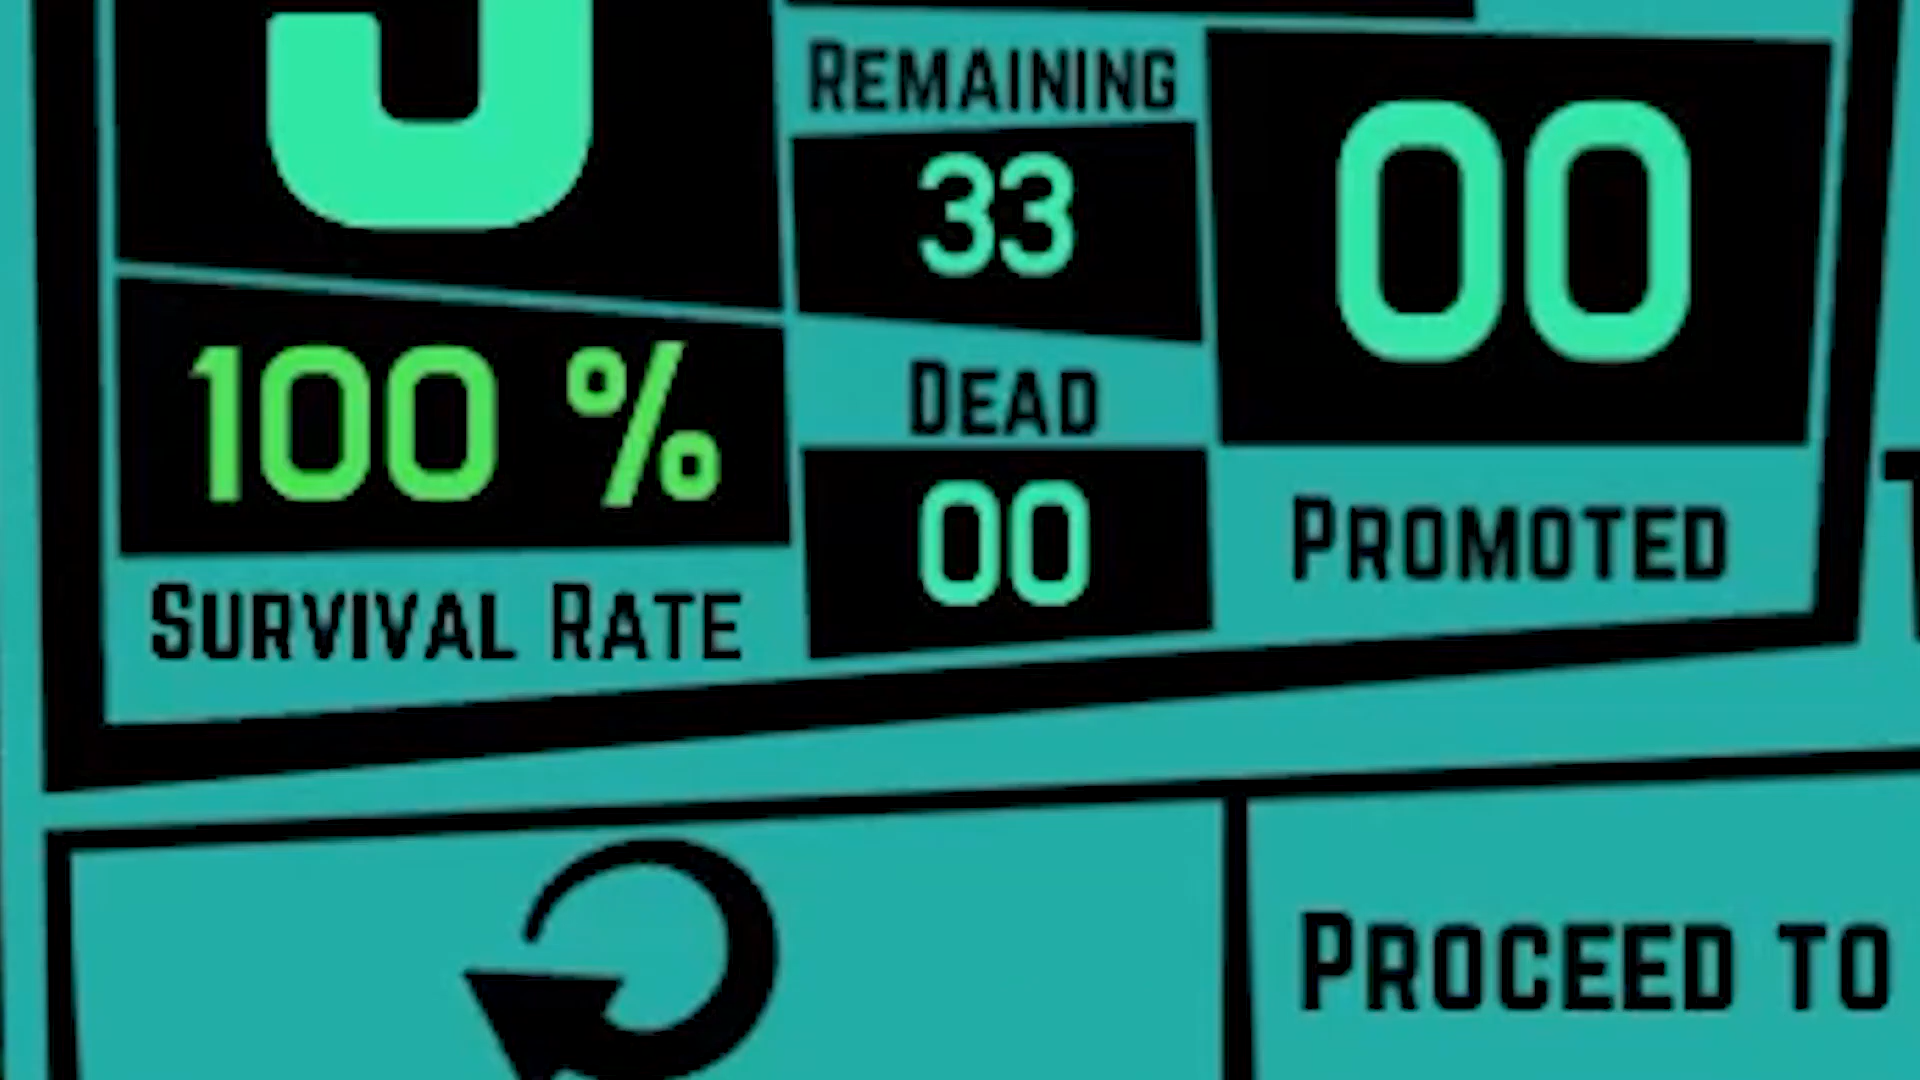 REMAINING
33
00
DEAD
100 %
00
PROMOTED
SURVIVAL RATE
PROCEED TO